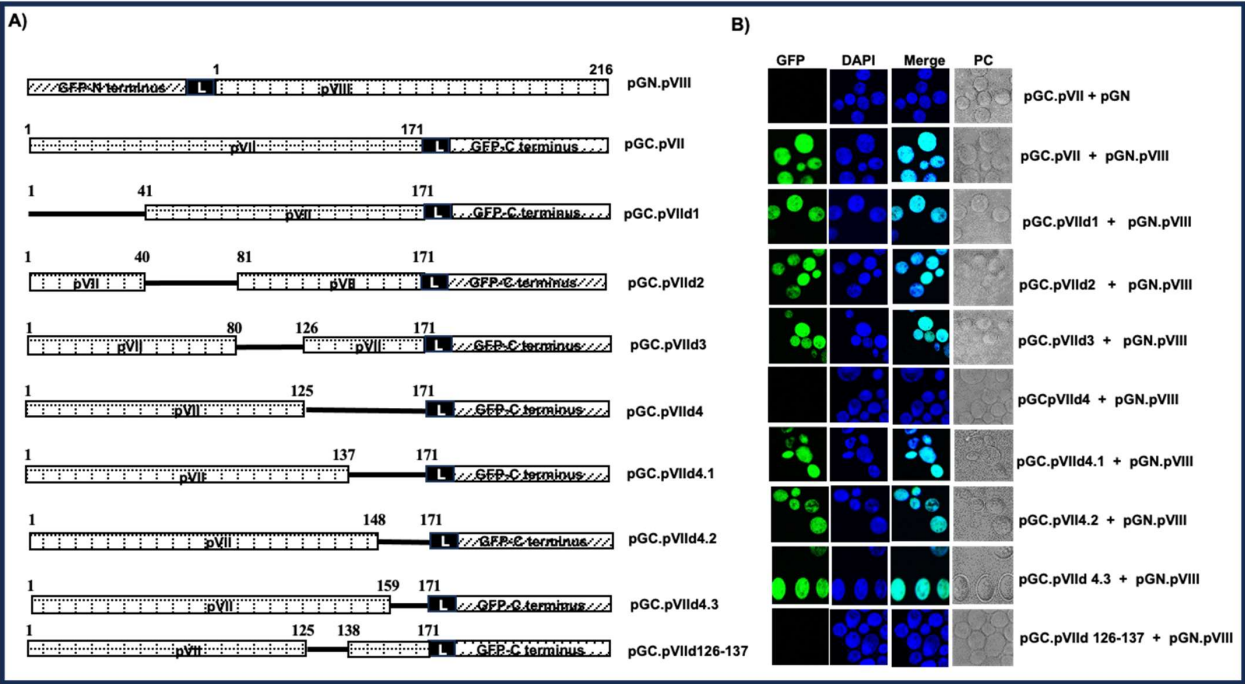 A)
1 216
GFP-N terminus L pVIII pGN.pVIII
1 171
pVII L GFP-C terminus pGC.pVII
1 41 171
pVII L GFP-C terminus pGC.pVIId1
1 40 81 171
pVII pVII L GFP-C terminus pGC.pVIId2
1 80 126 171
pVII pVII L GFP-C terminus pGC.pVIId3
1 125 171
pVII L GFP-C terminus pGC.pVIId4
1 137 171
pVII L GFP-C terminus pGC.pVIId4.1
1 148 171
pVII L GFP-C terminus pGC.pVIId4.2
1 159 171
pVII L GFP-C terminus pGC.pVIId4.3
1 125 138 171
pVII L GFP-C terminus pGC.pVIId126-137
B)
GFP DAPI Merge PC
pGC.pVII + pGN
pGC.pVII + pGN.pVIII
pGC.pVIId1 + pGN.pVIII
pGC.pVIId2 + pGN.pVIII
pGC.pVIId3 + pGN.pVIII
pGCpVIId4 + pGN.pVIII
pGC.pVIId4.1 + pGN.pVIII
pGC.pVII4.2 + pGN.pVIII
pGC.pVIId 4.3 + pGN.pVIII
pGC.pVIId 126-137 + pGN.pVIII